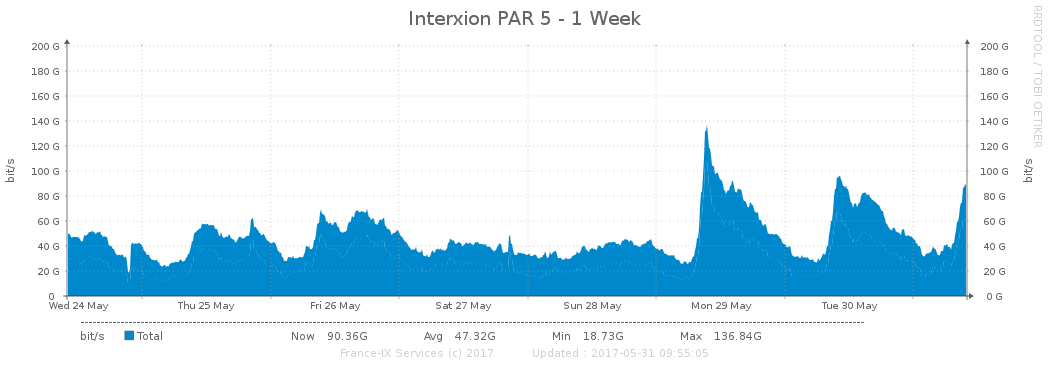 Interxion PAR 5 - 1 Week
RRDTOOL / TOBI OETIKER
200 G 200 G
180 G 180 G
160 G 160 G
140 G 140 G
120 G 120 G
100 G 100 G
80 G 80 G
60 G 60 G
40 G 40 G
20 G 20 G
0 0 G
bit/s
bit/s
Wed 24 May Thu 25 May Fri 26 May Sat 27 May Sun 28 May Mon 29 May Tue 30 May
bit/s Total Now 90.36G Avg 47.32G Min 18.73G Max 136.84G
France-IX Services (c) 2017 Updated : 2017-05-31 09:55:05